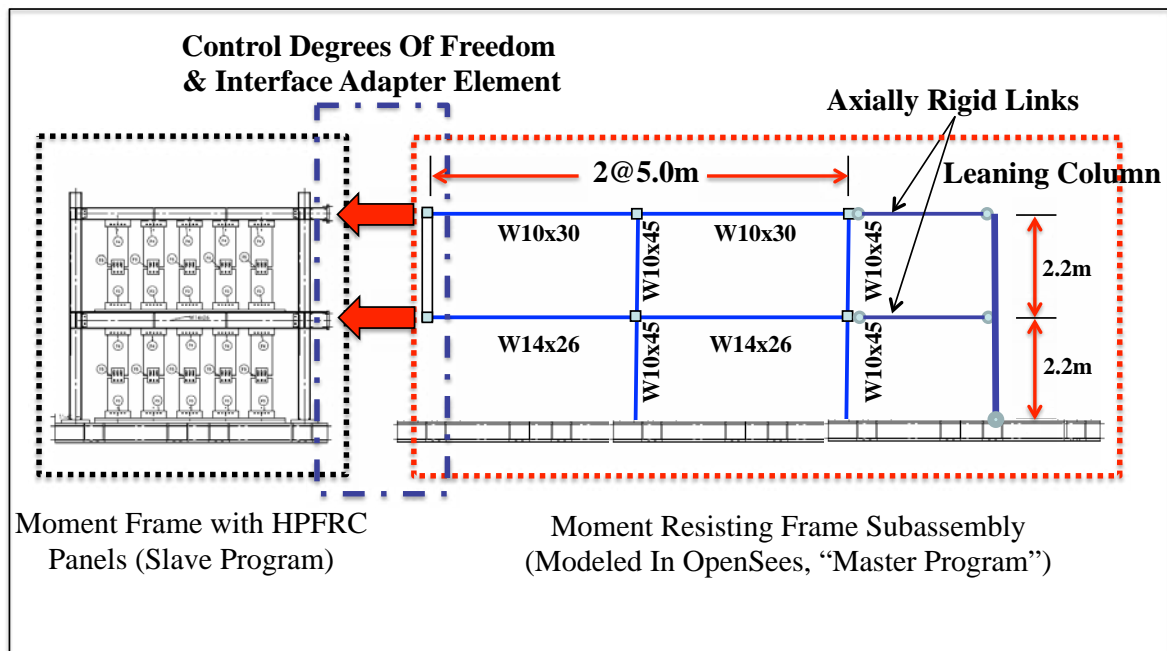 Control Degrees Of Freedom
& Interface Adapter Element
Axially Rigid Links
2@5.0m
Leaning Column
W10x30
W10x30
W10x45
W10x45
2.2m
W14x26
W14x26
W10x45
W10x45
2.2m
Moment Frame with HPFRC
Panels (Slave Program)
Moment Resisting Frame Subassembly
(Modeled In OpenSees, “Master Program”)